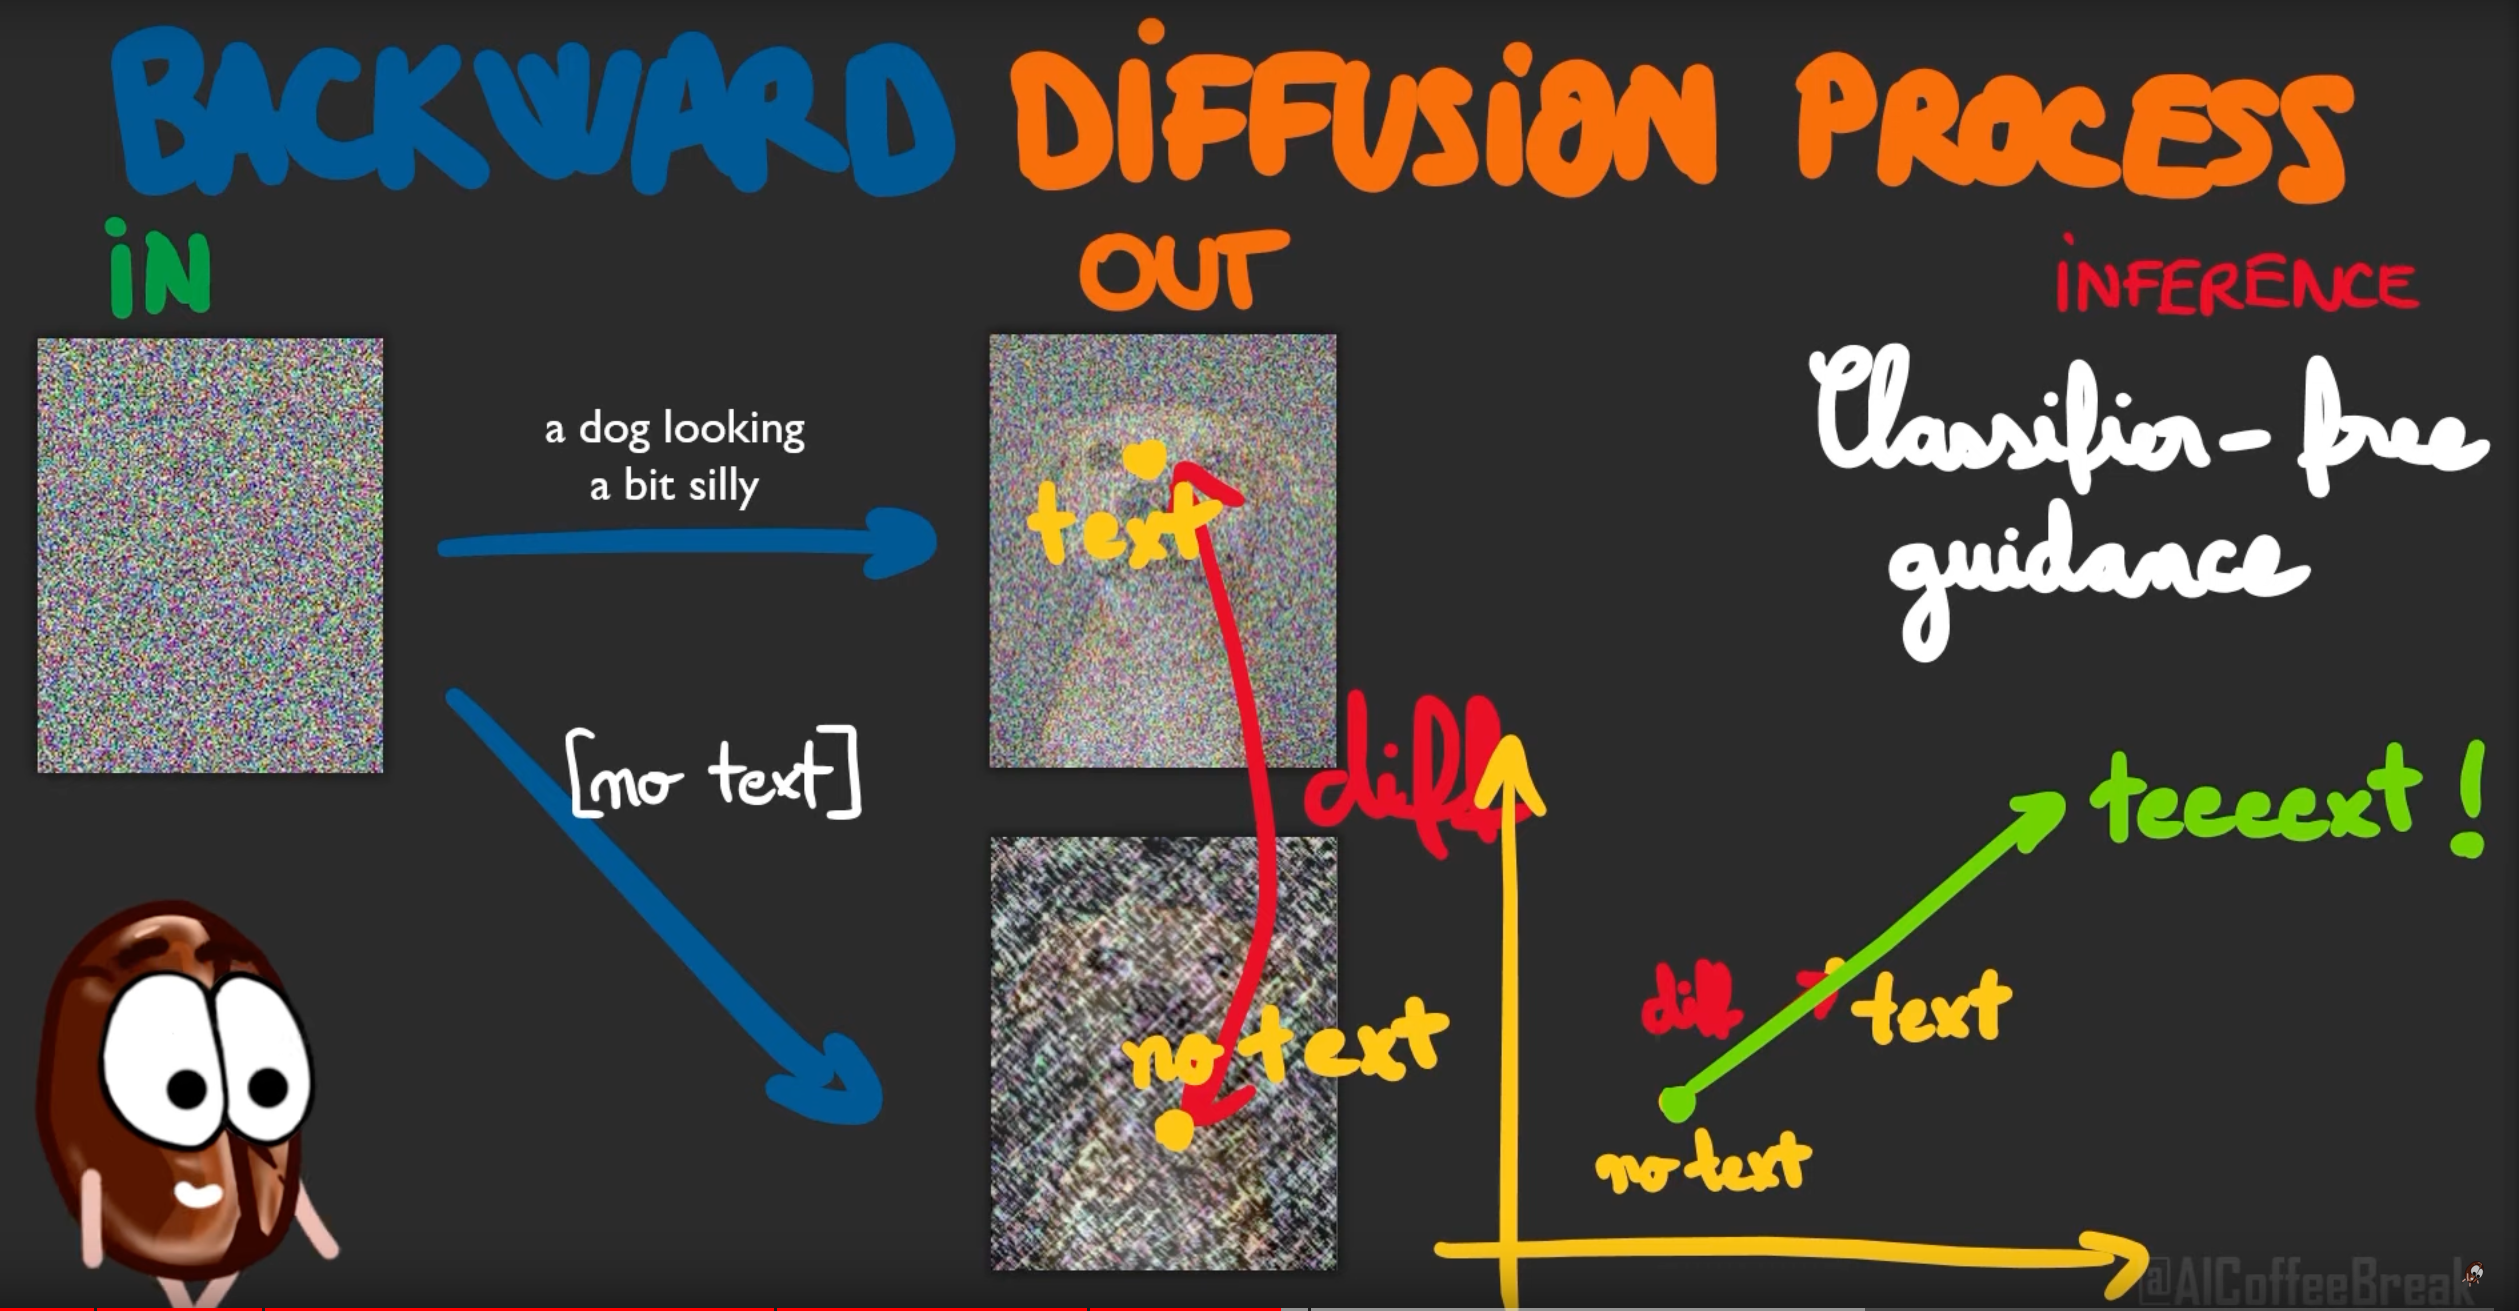 BACKWARD DIFFUSION PROCESS
iN
OUT
iNFERENCE
Classifier-free
guidance
a dog looking
a bit silly
text
[no text]
diff
no text
teeeext!
diff
text
no text
@AICoffeeBreak